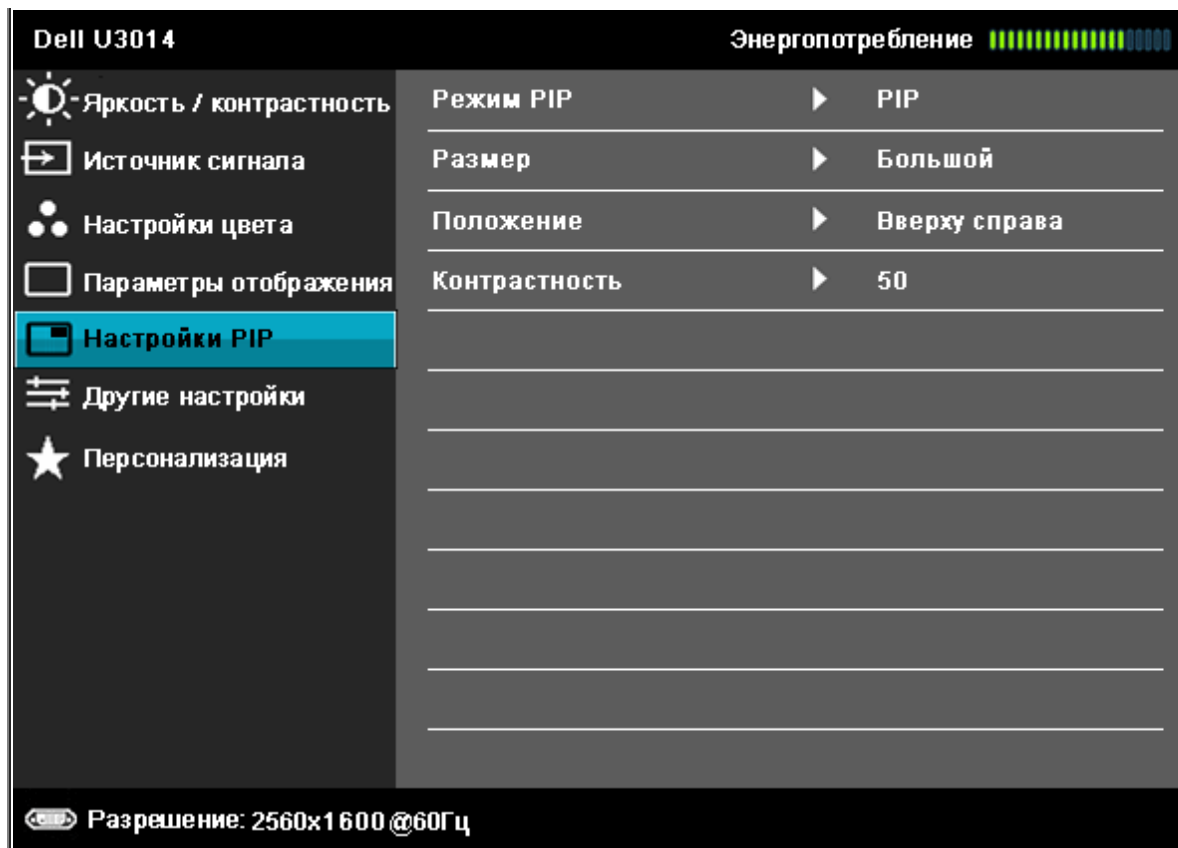 Dell U3014 Энергопотребление
Яркость / контрастность
Источник сигнала
Настройки цвета
Параметры отображения
Настройки PIP
Другие настройки
Персонализация
Режим PIP PIP
Размер Большой
Положение Вверху справа
Контрастность 50
Разрешение: 2560x1600 @60Гц